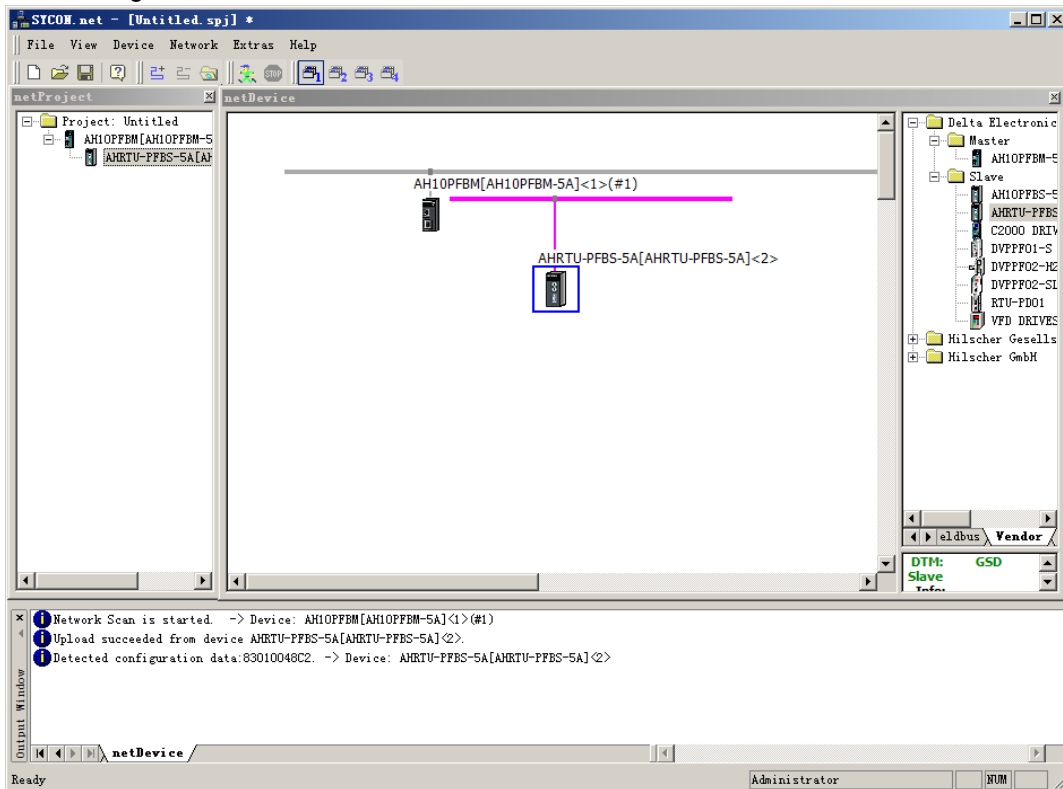 SYCON.net - [Untitled.spj] *
File View Device Network Extras Help
netProject
netDevice
Project: Untitled
AH10PFBM[AH10PFBM-5
AHRTU-PFBS-5A[AH
AH10PFBM[AH10PFBM-5A]<1>(#1)
AHRTU-PFBS-5A[AHRTU-PFBS-5A]<2>
Delta Electronic
Master
AH10PFBM-5
Slave
AH10PFBS-5
AHRTU-PFBS
C2000 DRIV
DVPPF01-S
DVPPF02-H2
DVPPF02-SL
RTU-PD01
VFD DRIVES
Hilscher Gesells
Hilscher GmbH
eldbus Vendor
DTM: GSD
Slave
Info:
Network Scan is started. -> Device: AH10PFBM[AH10PFBM-5A]<1>(#1)
Upload succeeded from device AHRTU-PFBS-5A[AHRTU-PFBS-5A]<2>.
Detected configuration data:83010048C2. -> Device: AHRTU-PFBS-5A[AHRTU-PFBS-5A]<2>
Output Window
netDevice
Ready
Administrator
NUM